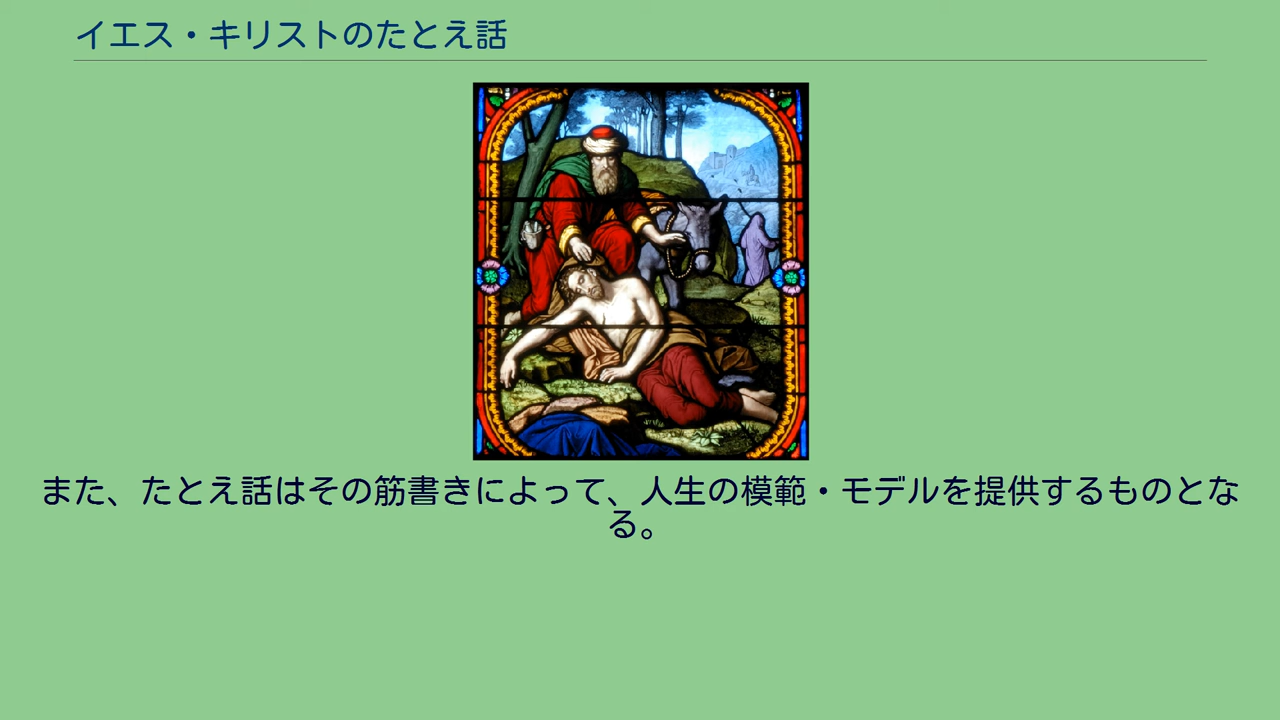 イエス・キリストのたとえ話
また、たとえ話はその筋書きによって、人生の模範・モデルを提供するものとな
る。